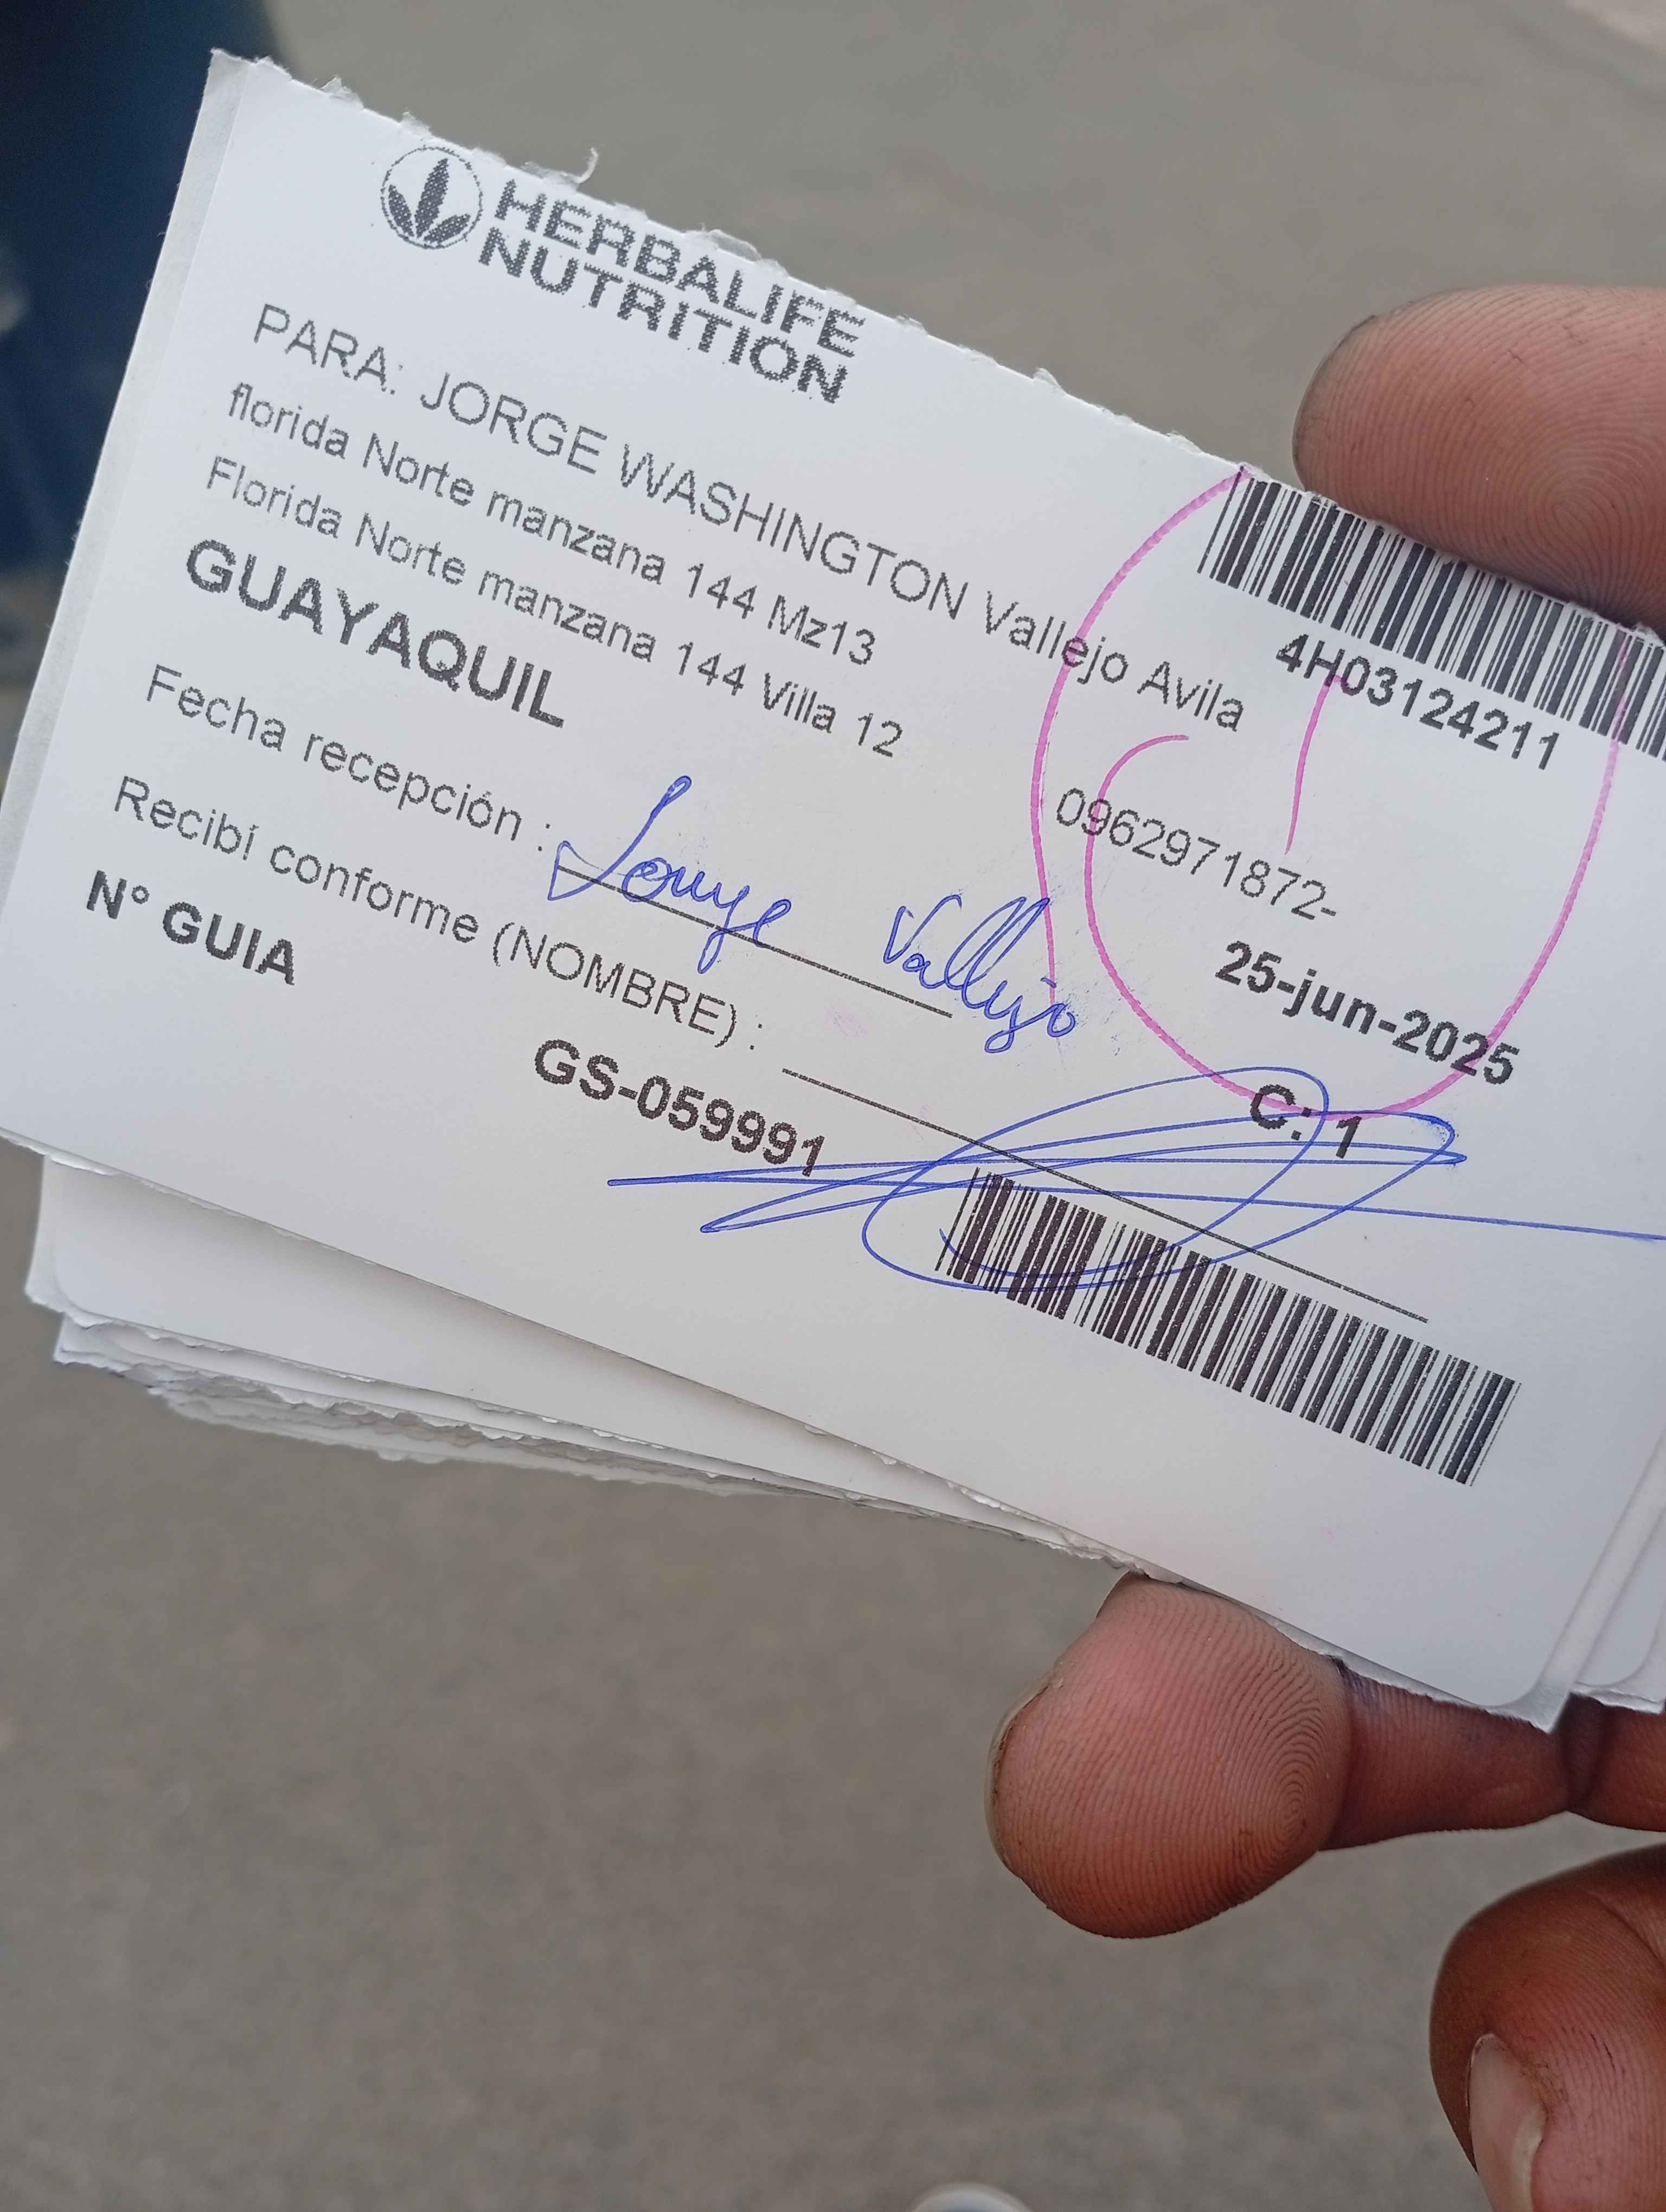 HERBALIFE
NUTRITION
PARA: JORGE WASHINGTON Vallejo Avila
florida Norte manzana 144 Mz13
Florida Norte manzana 144 Villa 12
GUAYAQUIL
4H03124211
0962971872-
25-jun-2025
C: 1
Fecha recepción : Jorge Vallejo
Recibí conforme (NOMBRE) :
N° GUIA
GS-059991